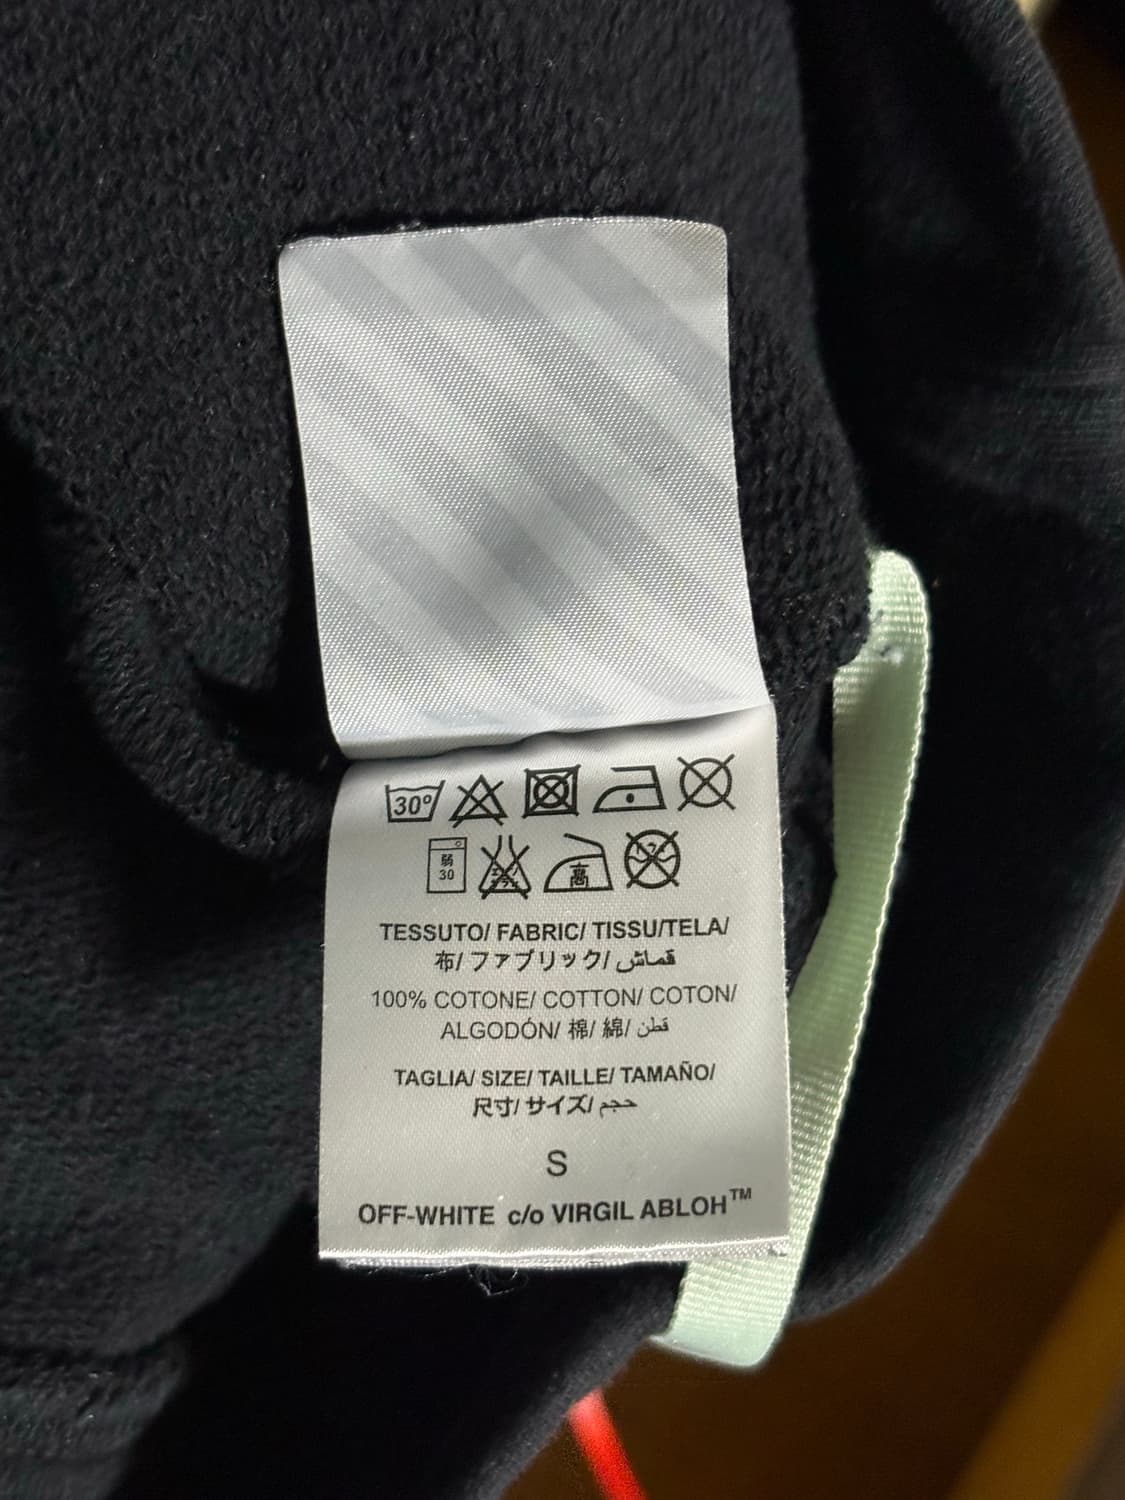 30°
弱
30
高
TESSUTO/ FABRIC/ TISSU/TELA/
布/ ファブリック/ قماش
100% COTONE/ COTTON/ COTON/
ALGODÓN/ 棉/ 綿/ قطن
TAGLIA/ SIZE/ TAILLE/ TAMAÑO/
尺寸/ サイズ/ حجم
S
OFF-WHITE c/o VIRGIL ABLOH™